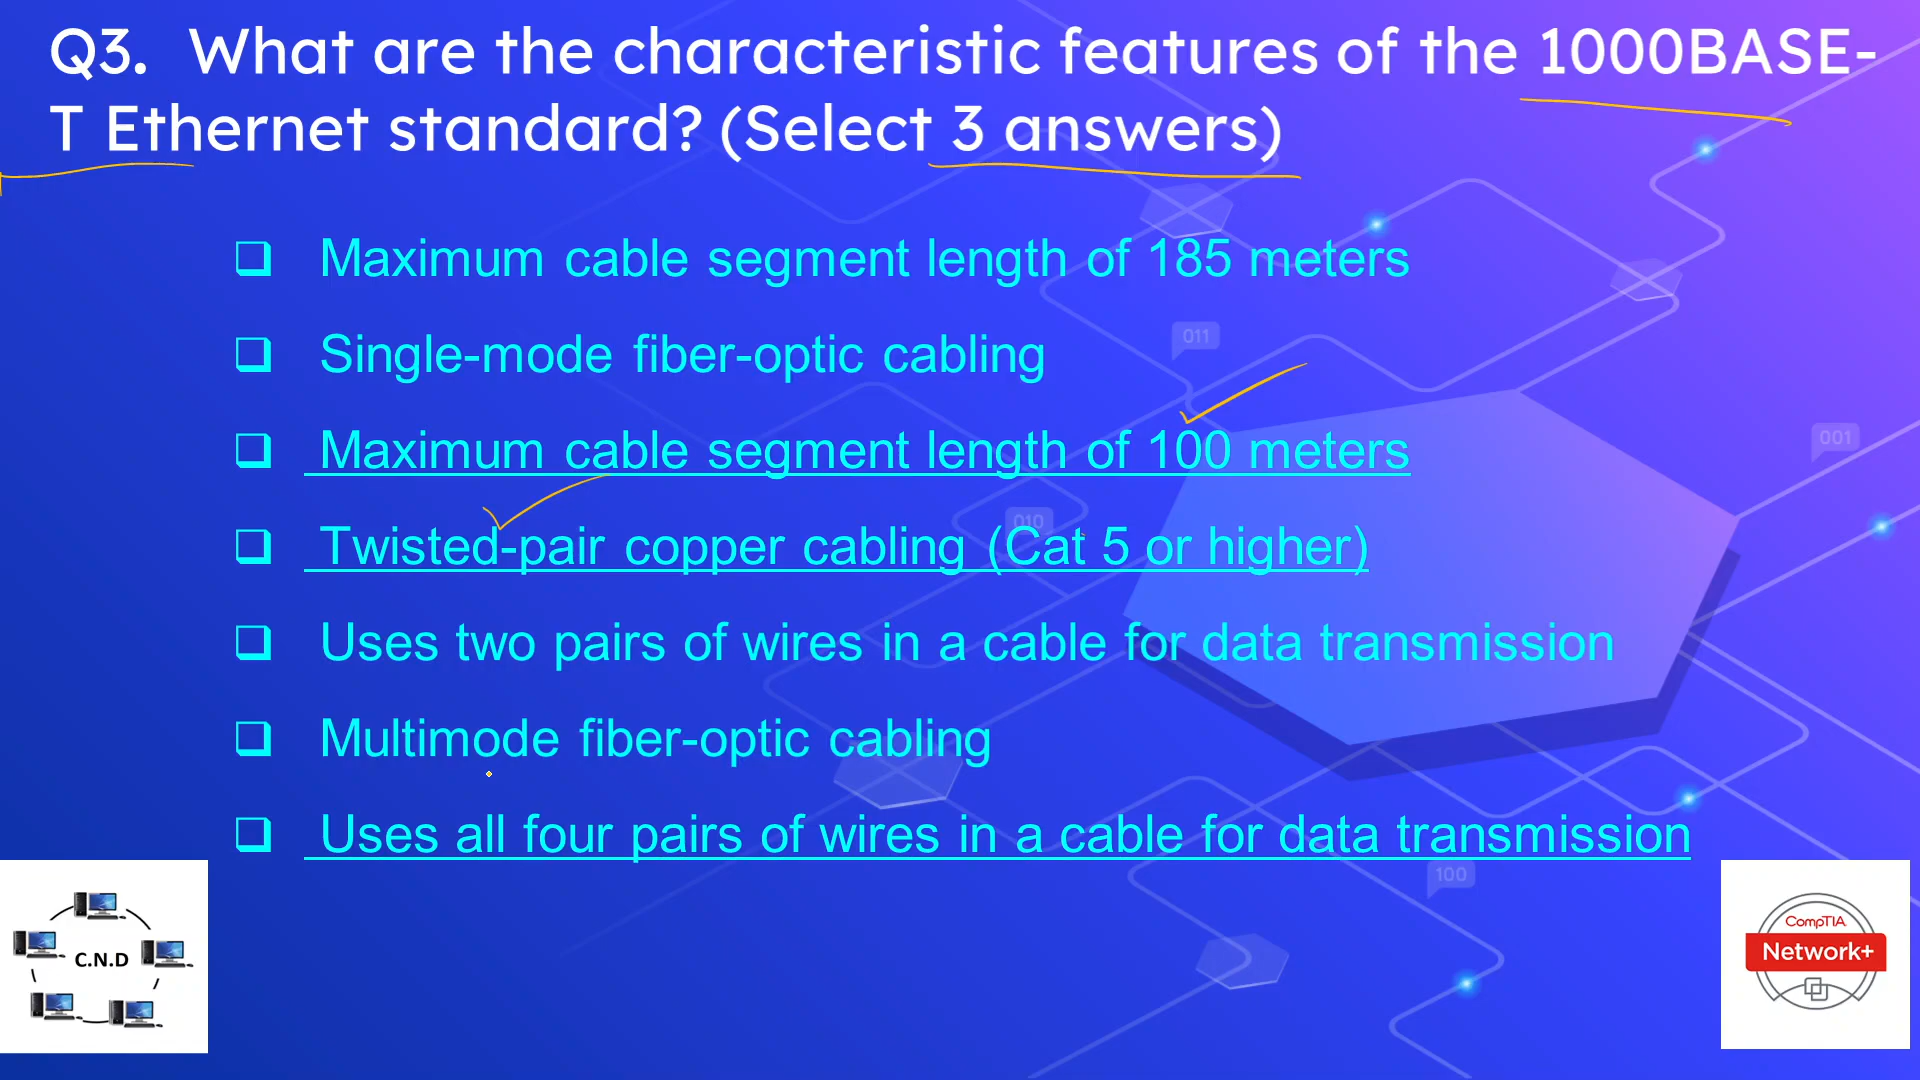 Q3. What are the characteristic features of the 1000BASE-
T Ethernet standard? (Select 3 answers)
Maximum cable segment length of 185 meters
Single-mode fiber-optic cabling
011
Maximum cable segment length of 100 meters
001
010
Twisted-pair copper cabling (Cat 5 or higher)
Uses two pairs of wires in a cable for data transmission
Multimode fiber-optic cabling
Uses all four pairs of wires in a cable for data transmission
100
C.N.D
CompTIA
Network+